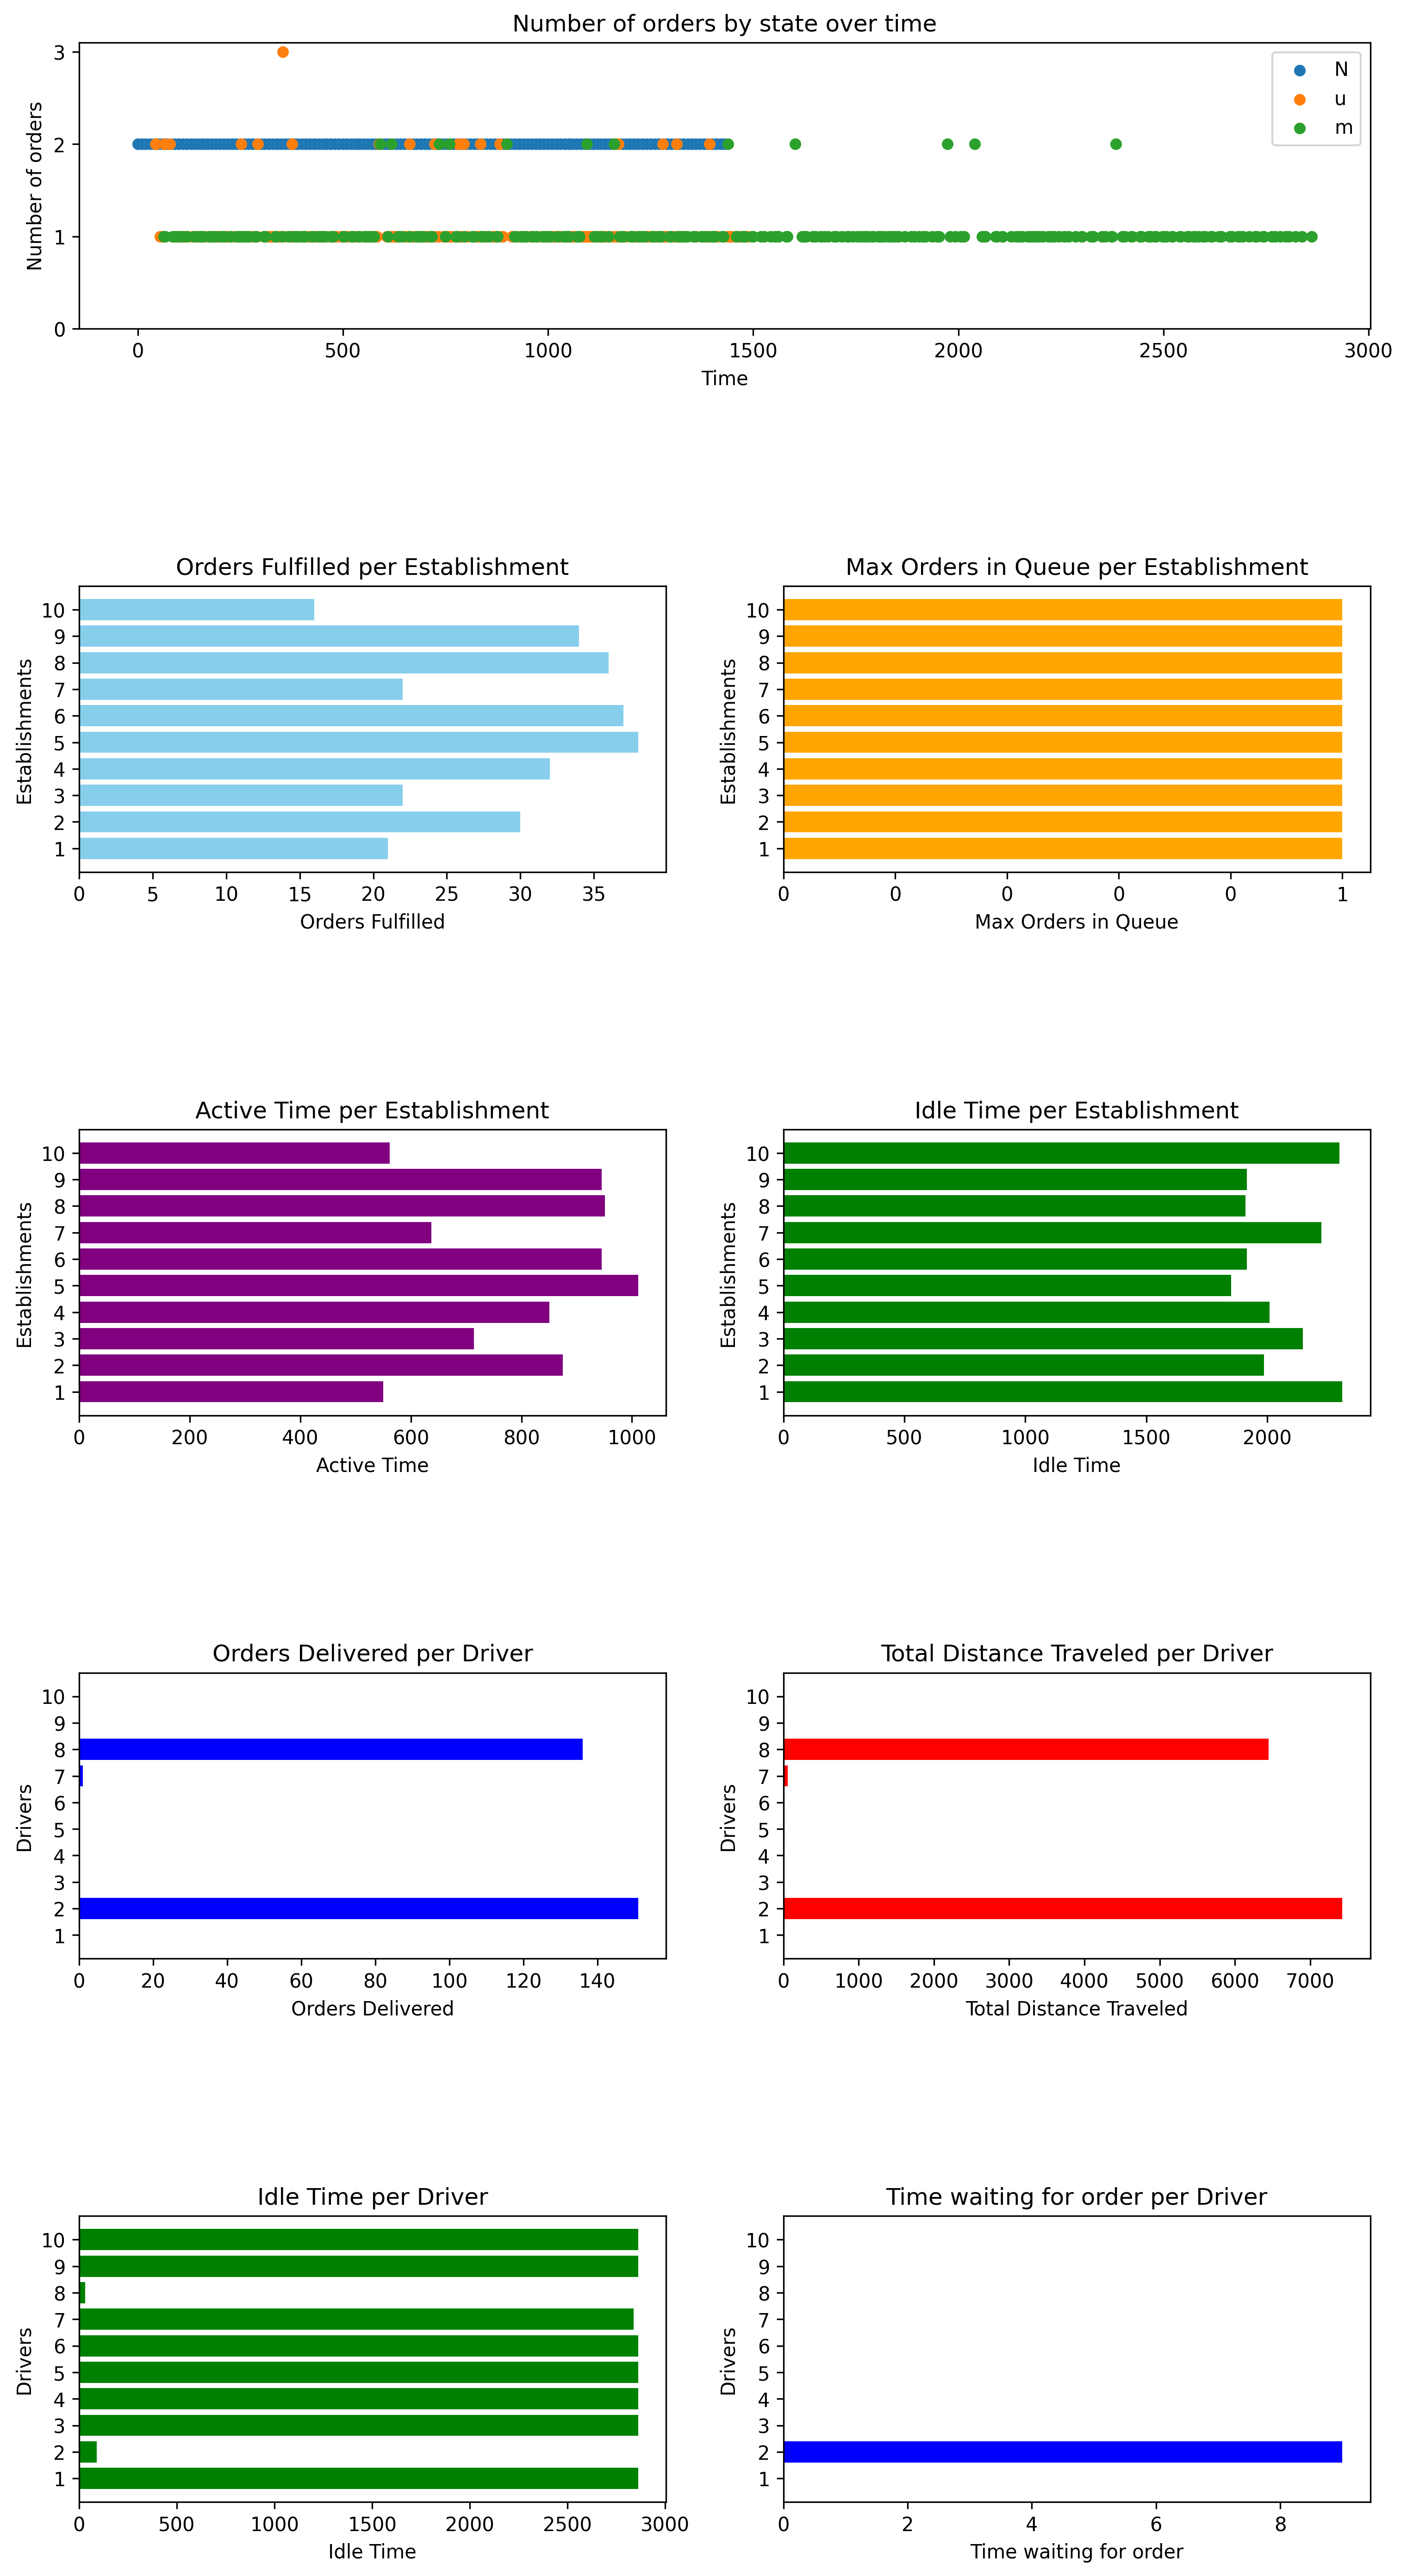 Number of orders by state over time
Number of orders
3
2
1
0
N
u
m
0 500 1000 1500 2000 2500 3000
Time
Orders Fulfilled per Establishment
Establishments
10
9
8
7
6
5
4
3
2
1
0 5 10 15 20 25 30 35
Orders Fulfilled
Max Orders in Queue per Establishment
Establishments
10
9
8
7
6
5
4
3
2
1
0 0 0 0 0 1
Max Orders in Queue
Active Time per Establishment
Establishments
10
9
8
7
6
5
4
3
2
1
0 200 400 600 800 1000
Active Time
Idle Time per Establishment
Establishments
10
9
8
7
6
5
4
3
2
1
0 500 1000 1500 2000
Idle Time
Orders Delivered per Driver
Drivers
10
9
8
7
6
5
4
3
2
1
0 20 40 60 80 100 120 140
Orders Delivered
Total Distance Traveled per Driver
Drivers
10
9
8
7
6
5
4
3
2
1
0 1000 2000 3000 4000 5000 6000 7000
Total Distance Traveled
Idle Time per Driver
Drivers
10
9
8
7
6
5
4
3
2
1
0 500 1000 1500 2000 2500 3000
Idle Time
Time waiting for order per Driver
Drivers
10
9
8
7
6
5
4
3
2
1
0 2 4 6 8
Time waiting for order